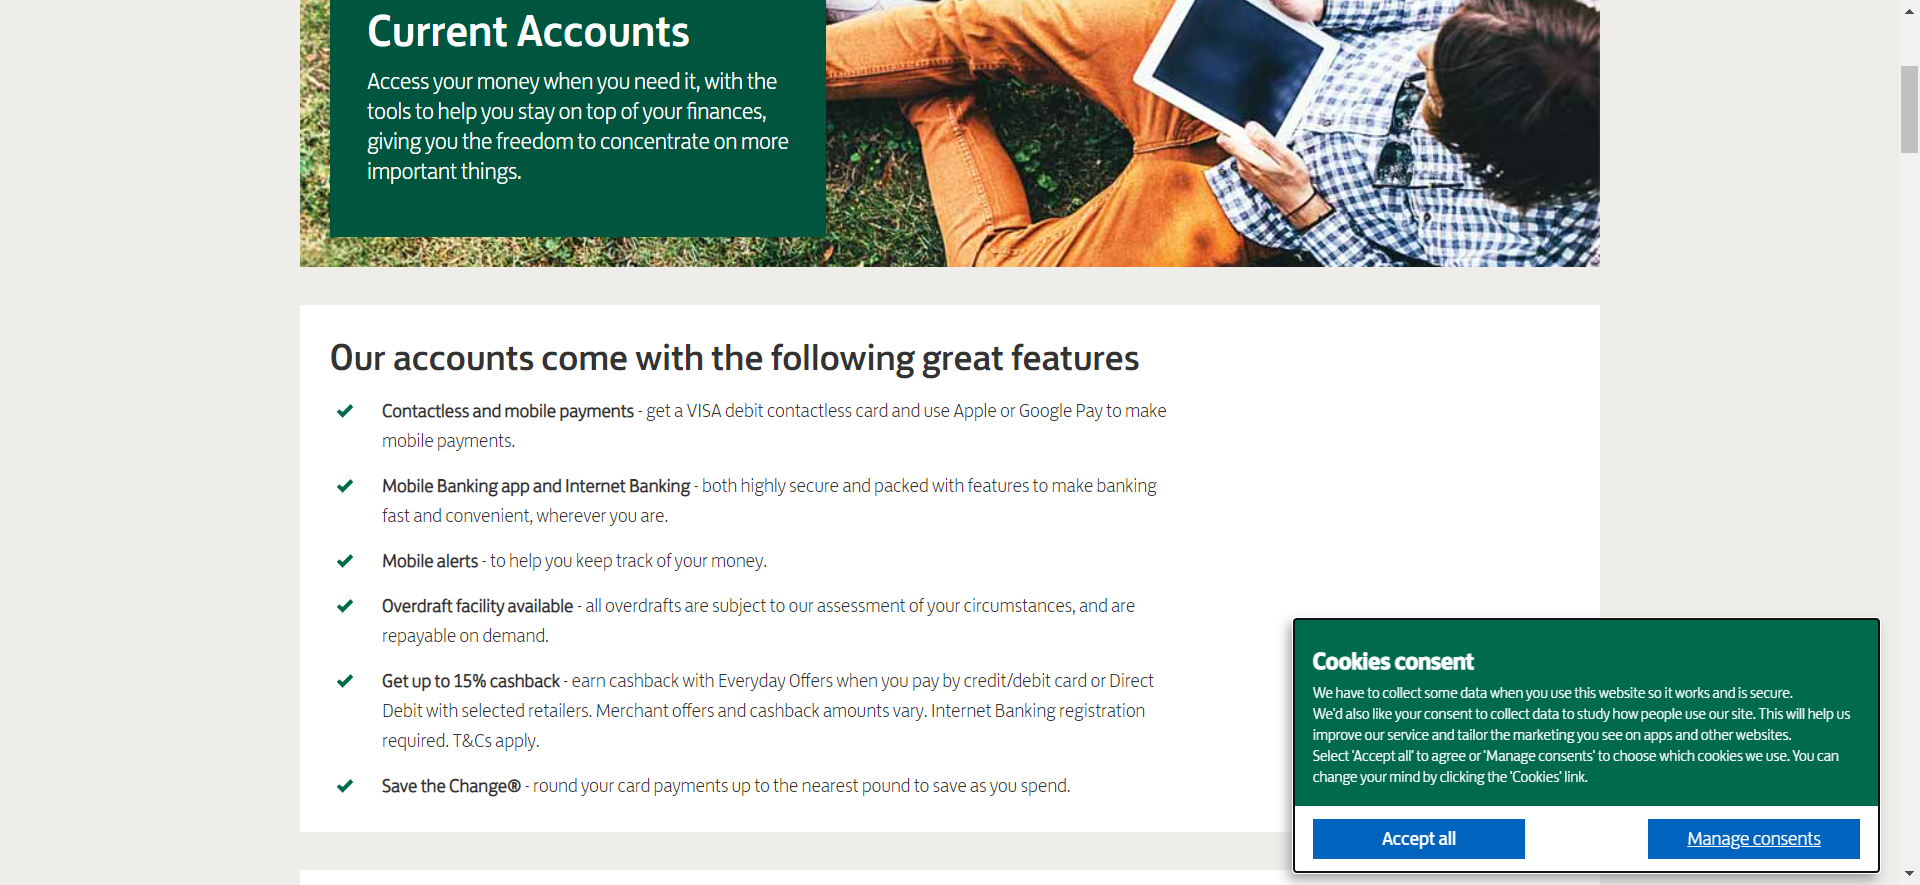 Current Accounts
Access your money when you need it, with the
tools to help you stay on top of your finances,
giving you the freedom to concentrate on more
important things.
Our accounts come with the following great features
Contactless and mobile payments - get a VISA debit contactless card and use Apple or Google Pay to make
mobile payments.
Mobile Banking app and Internet Banking - both highly secure and packed with features to make banking
fast and convenient, wherever you are.
Mobile alerts - to help you keep track of your money.
Overdraft facility available - all overdrafts are subject to our assessment of your circumstances, and are
repayable on demand.
Get up to 15% cashback - earn cashback with Everyday Offers when you pay by credit/debit card or Direct
Debit with selected retailers. Merchant offers and cashback amounts vary. Internet Banking registration
required. T&Cs apply.
Save the Change® - round your card payments up to the nearest pound to save as you spend.
Cookies consent
We have to collect some data when you use this website so it works and is secure.
We'd also like your consent to collect data to study how people use our site. This will help us
improve our service and tailor the marketing you see on apps and other websites.
Select 'Accept all' to agree or 'Manage consents' to choose which cookies we use. You can
change your mind by clicking the 'Cookies' link.
Accept all
Manage consents